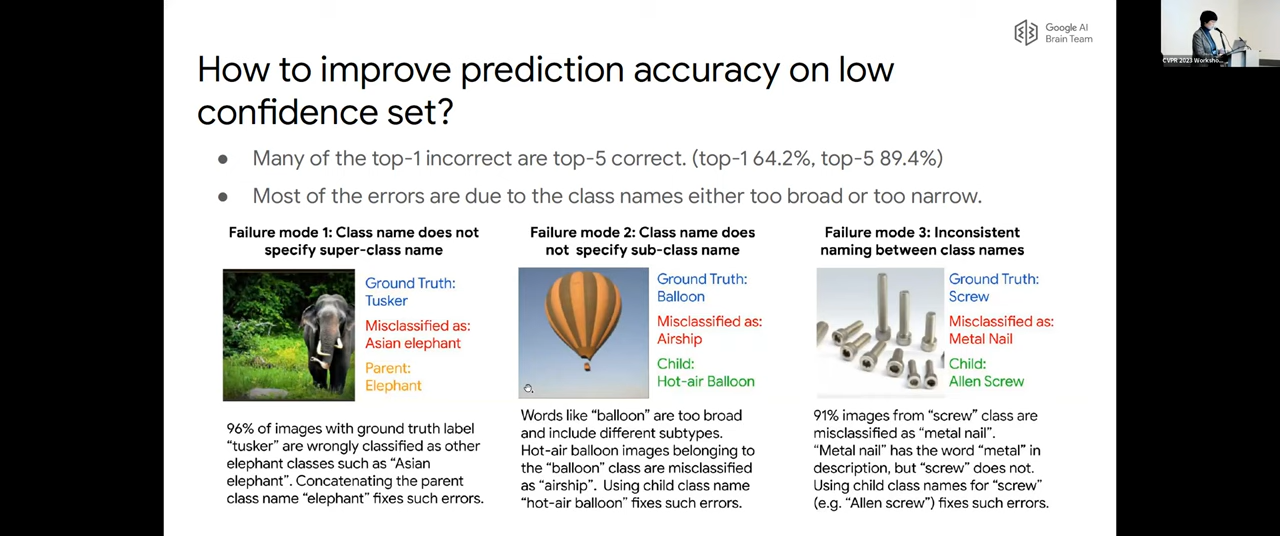 Google AI
Brain Team
CVPR 2023 Worksho...
How to improve prediction accuracy on low
confidence set?
● Many of the top-1 incorrect are top-5 correct. (top-1 64.2%, top-5 89.4%)
● Most of the errors are due to the class names either too broad or too narrow.
Failure mode 1: Class name does not
specify super-class name
Ground Truth:
Tusker
Misclassified as:
Asian elephant
Parent:
Elephant
96% of images with ground truth label
"tusker" are wrongly classified as other
elephant classes such as "Asian
elephant". Concatenating the parent
class name "elephant" fixes such errors.
Failure mode 2: Class name does
not specify sub-class name
Ground Truth:
Balloon
Misclassified as:
Airship
Child:
Hot-air Balloon
Words like "balloon" are too broad
and include different subtypes.
Hot-air balloon images belonging to
the "balloon" class are misclassified
as "airship". Using child class name
"hot-air balloon" fixes such errors.
Failure mode 3: Inconsistent
naming between class names
Ground Truth:
Screw
Misclassified as:
Metal Nail
Child:
Allen Screw
91% images from "screw" class are
misclassified as "metal nail".
"Metal nail" has the word "metal" in
description, but "screw" does not.
Using child class names for "screw"
(e.g. "Allen screw") fixes such errors.